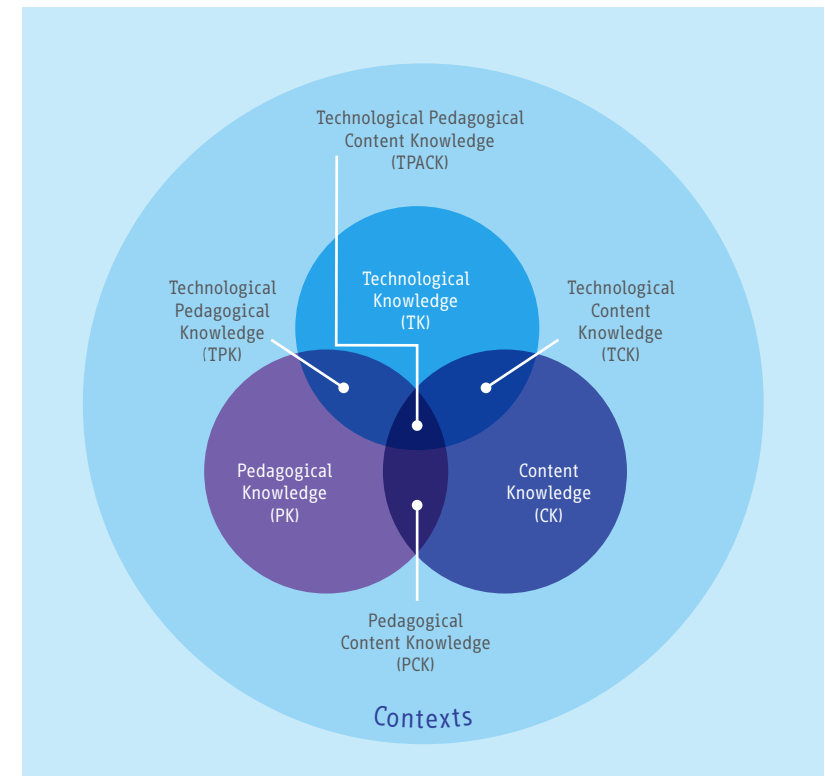 Technological Pedagogical
Content Knowledge
(TPACK)
Technological
Knowledge
(TK)
Technological
Pedagogical
Knowledge
(TPK)
Technological
Content
Knowledge
(TCK)
Pedagogical
Knowledge
(PK)
Content
Knowledge
(CK)
Pedagogical
Content Knowledge
(PCK)
Contexts